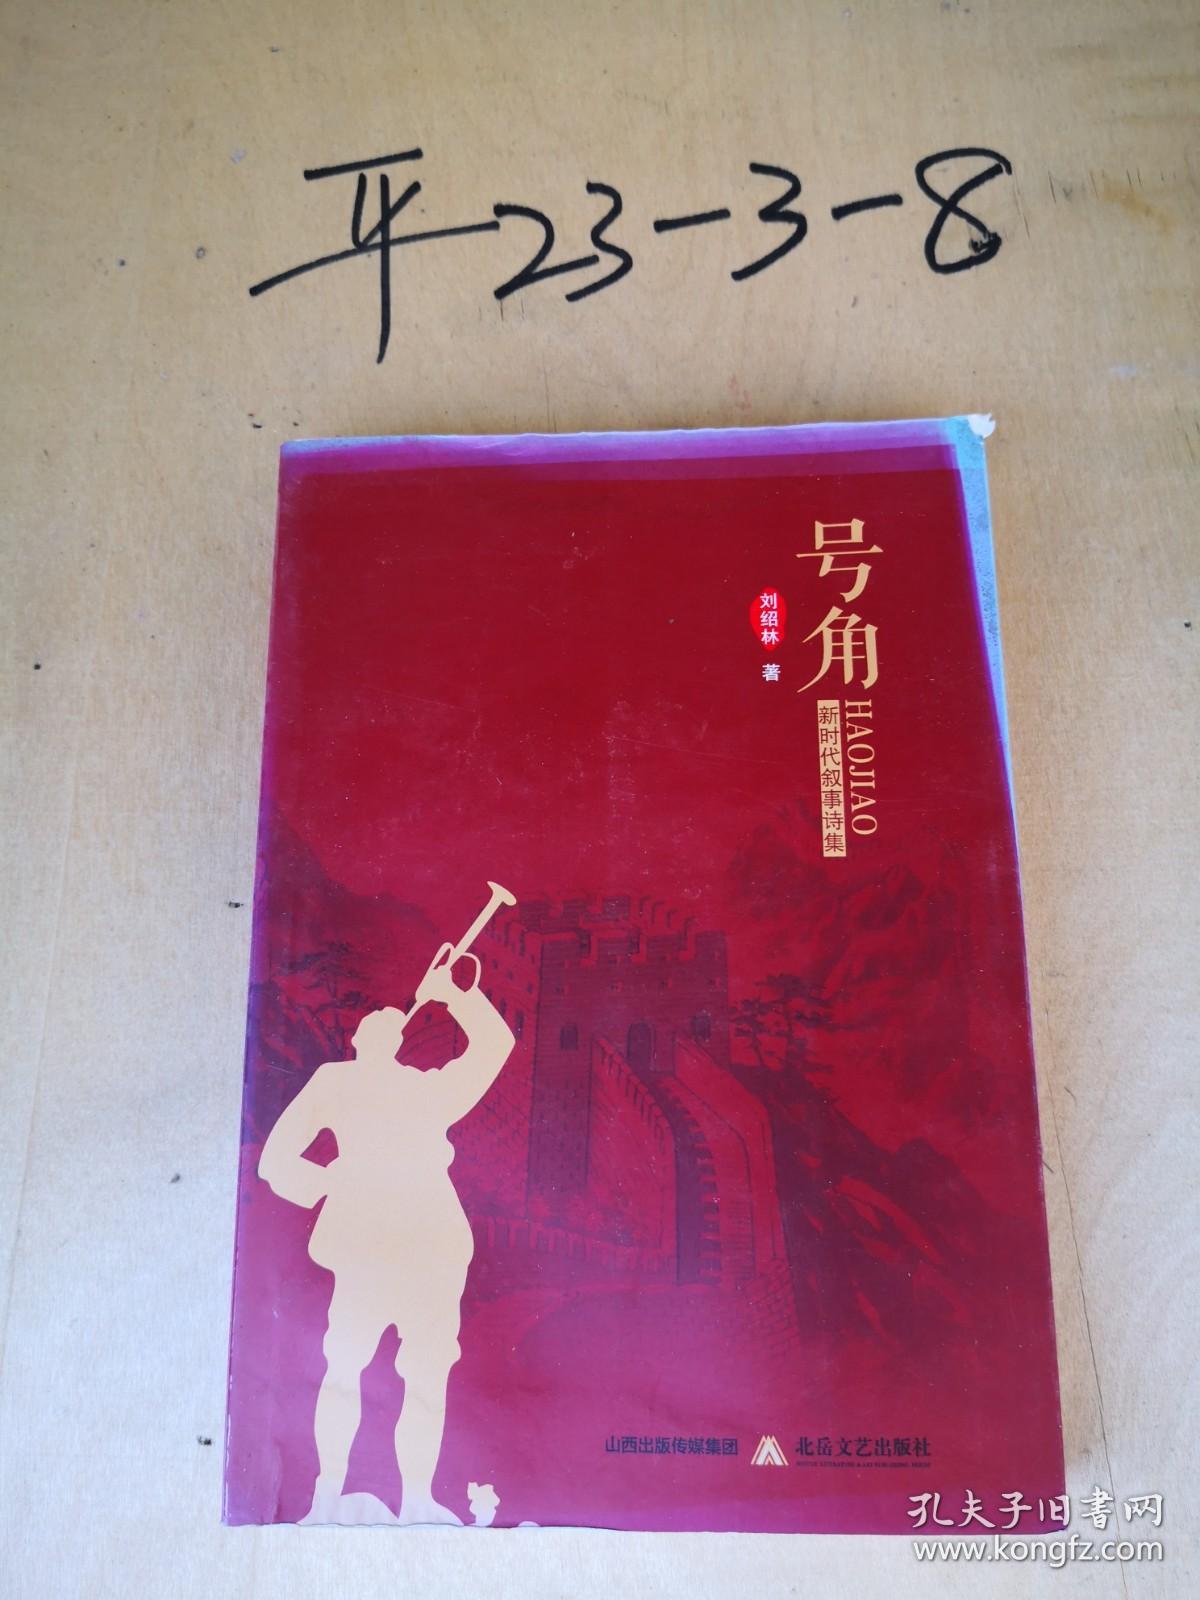 平23-3-8
号角
HAOJIAO
新时代叙事诗集
刘绍林
著
山西出版传媒集团
北岳文艺出版社
孔夫子旧書网
www.kongfz.com